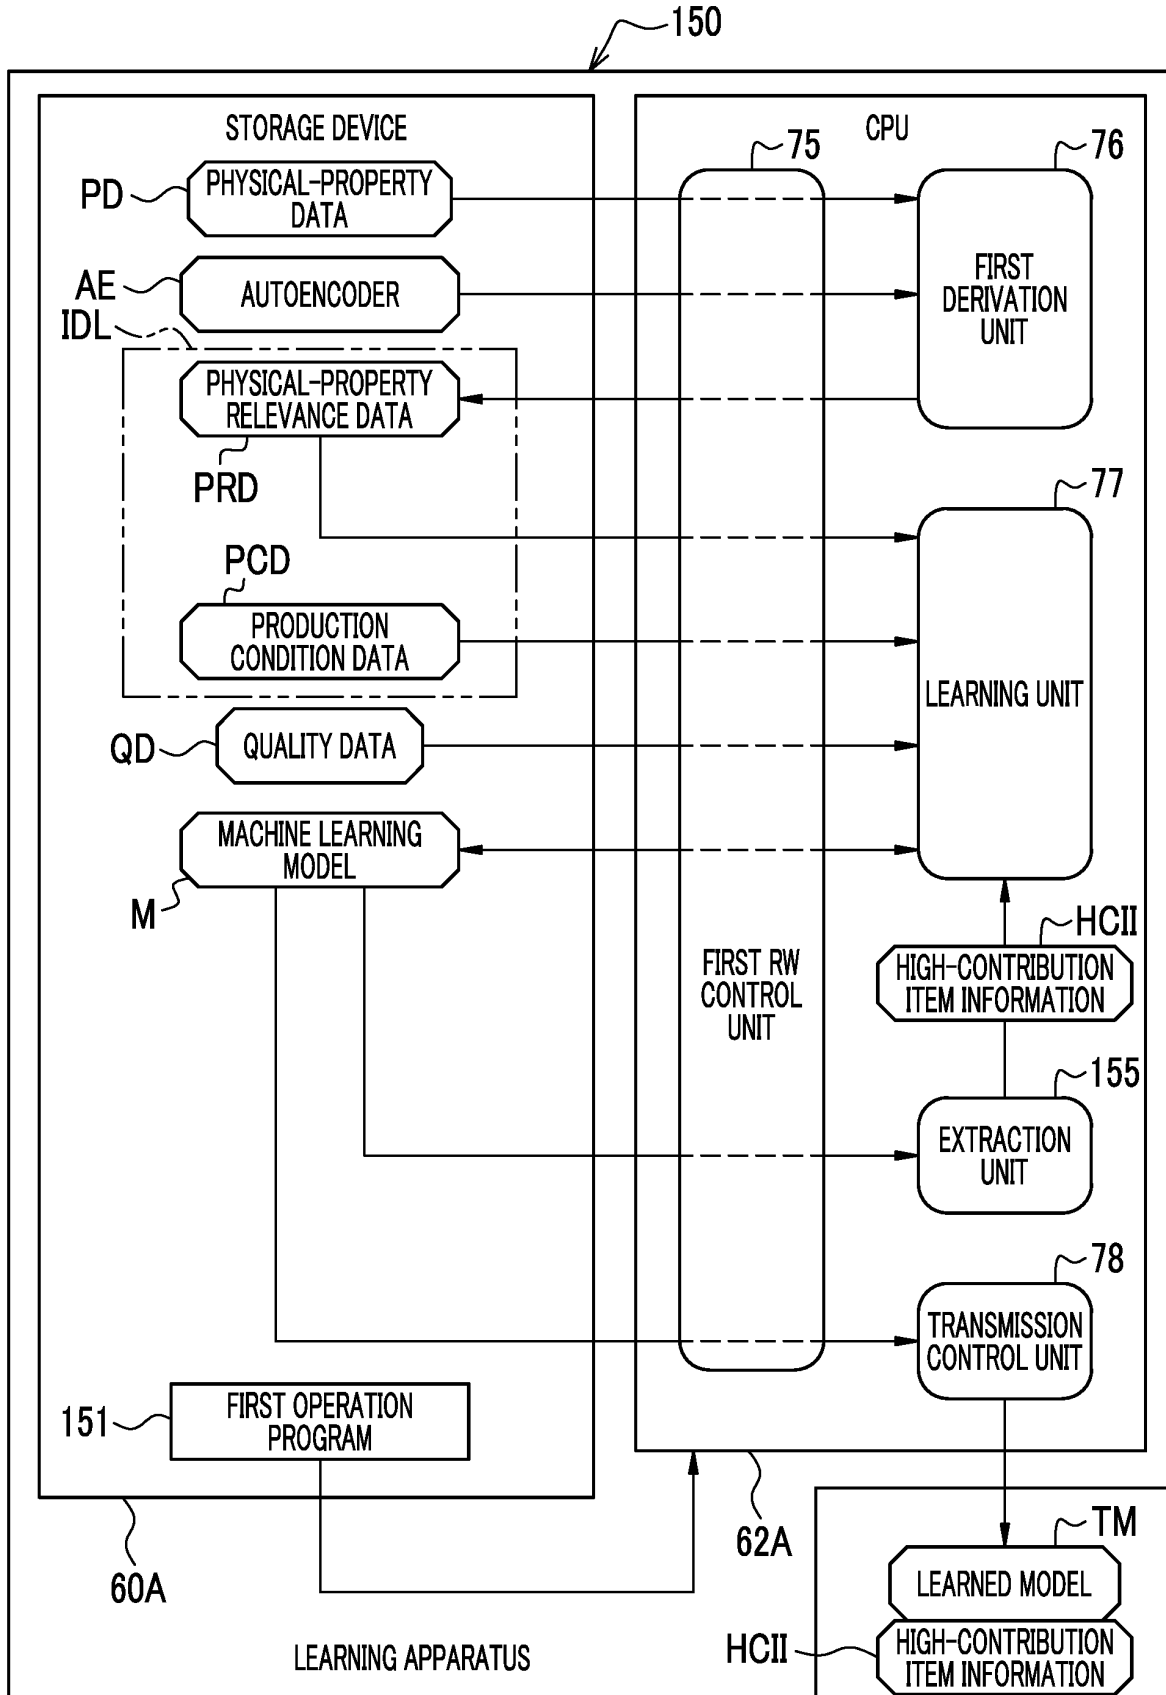 150
STORAGE DEVICE
CPU
75
76
PD
PHYSICAL-PROPERTY
DATA
AE
AUTOENCODER
FIRST
DERIVATION
UNIT
IDL
PHYSICAL-PROPERTY
RELEVANCE DATA
PRD
77
PCD
PRODUCTION
CONDITION DATA
LEARNING UNIT
QD
QUALITY DATA
MACHINE LEARNING
MODEL
M
HCII
HIGH-CONTRIBUTION
ITEM INFORMATION
FIRST RW
CONTROL
UNIT
155
EXTRACTION
UNIT
78
TRANSMISSION
CONTROL UNIT
151
FIRST OPERATION
PROGRAM
60A
62A
TM
LEARNED MODEL
HCII
HIGH-CONTRIBUTION
ITEM INFORMATION
LEARNING APPARATUS